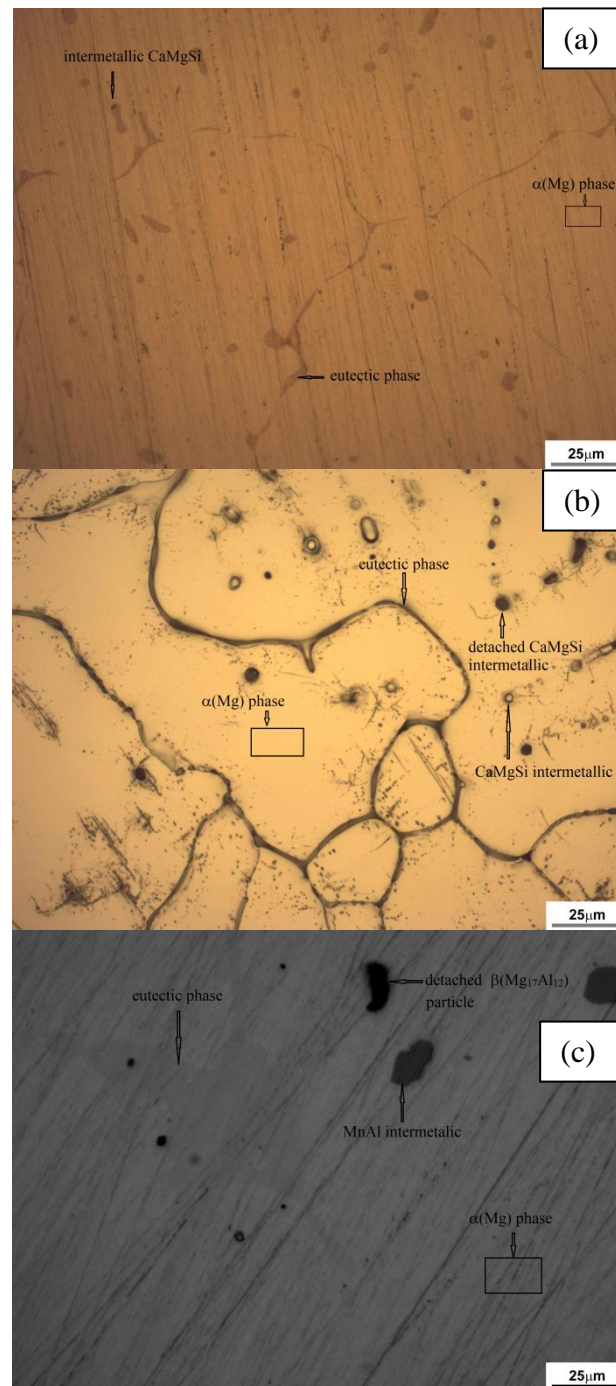 (a)
intermetallic CaMgSi
α(Mg) phase
eutectic phase
25μm
(b)
eutectic phase
detached CaMgSi
intermetallic
α(Mg) phase
CaMgSi intermetallic
25μm
detached β(Mg₁₇Al₁₂)
particle
eutectic phase
(c)
MnAl intermetalic
α(Mg) phase
25μm